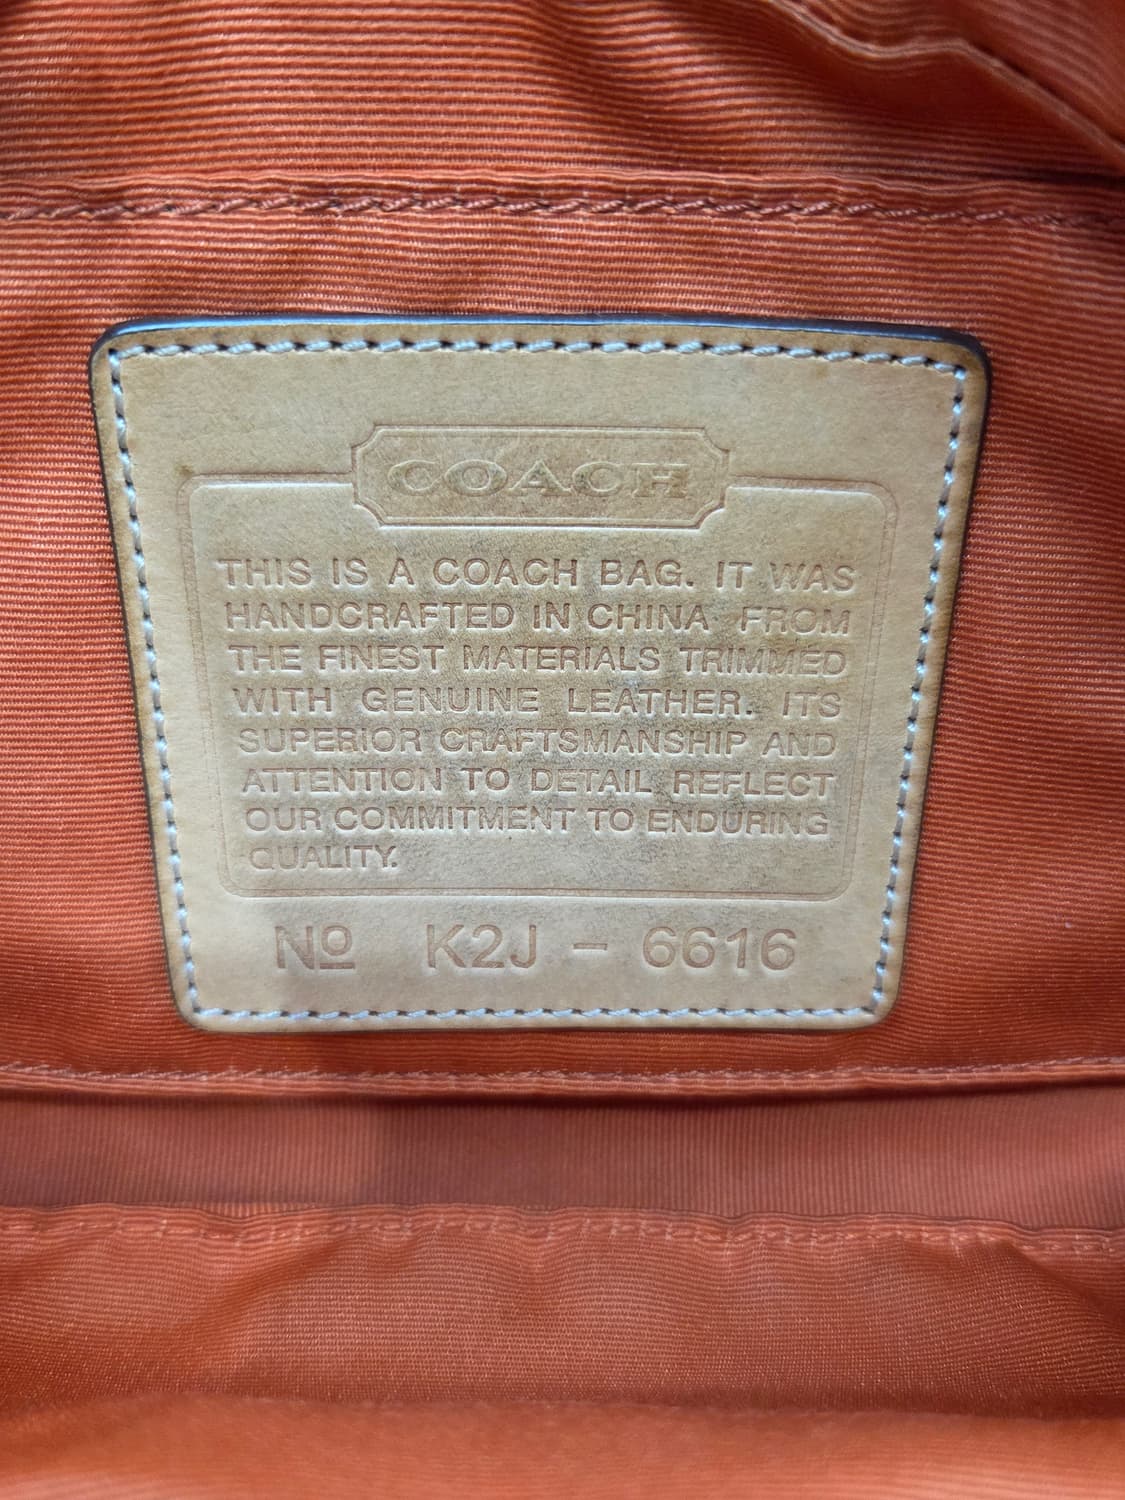 COACH
THIS IS A COACH BAG. IT WAS
HANDCRAFTED IN CHINA FROM
THE FINEST MATERIALS TRIMMED
WITH GENUINE LEATHER. ITS
SUPERIOR CRAFTSMANSHIP AND
ATTENTION TO DETAIL REFLECT
OUR COMMITMENT TO ENDURING
QUALITY.
Nº K2J - 6616